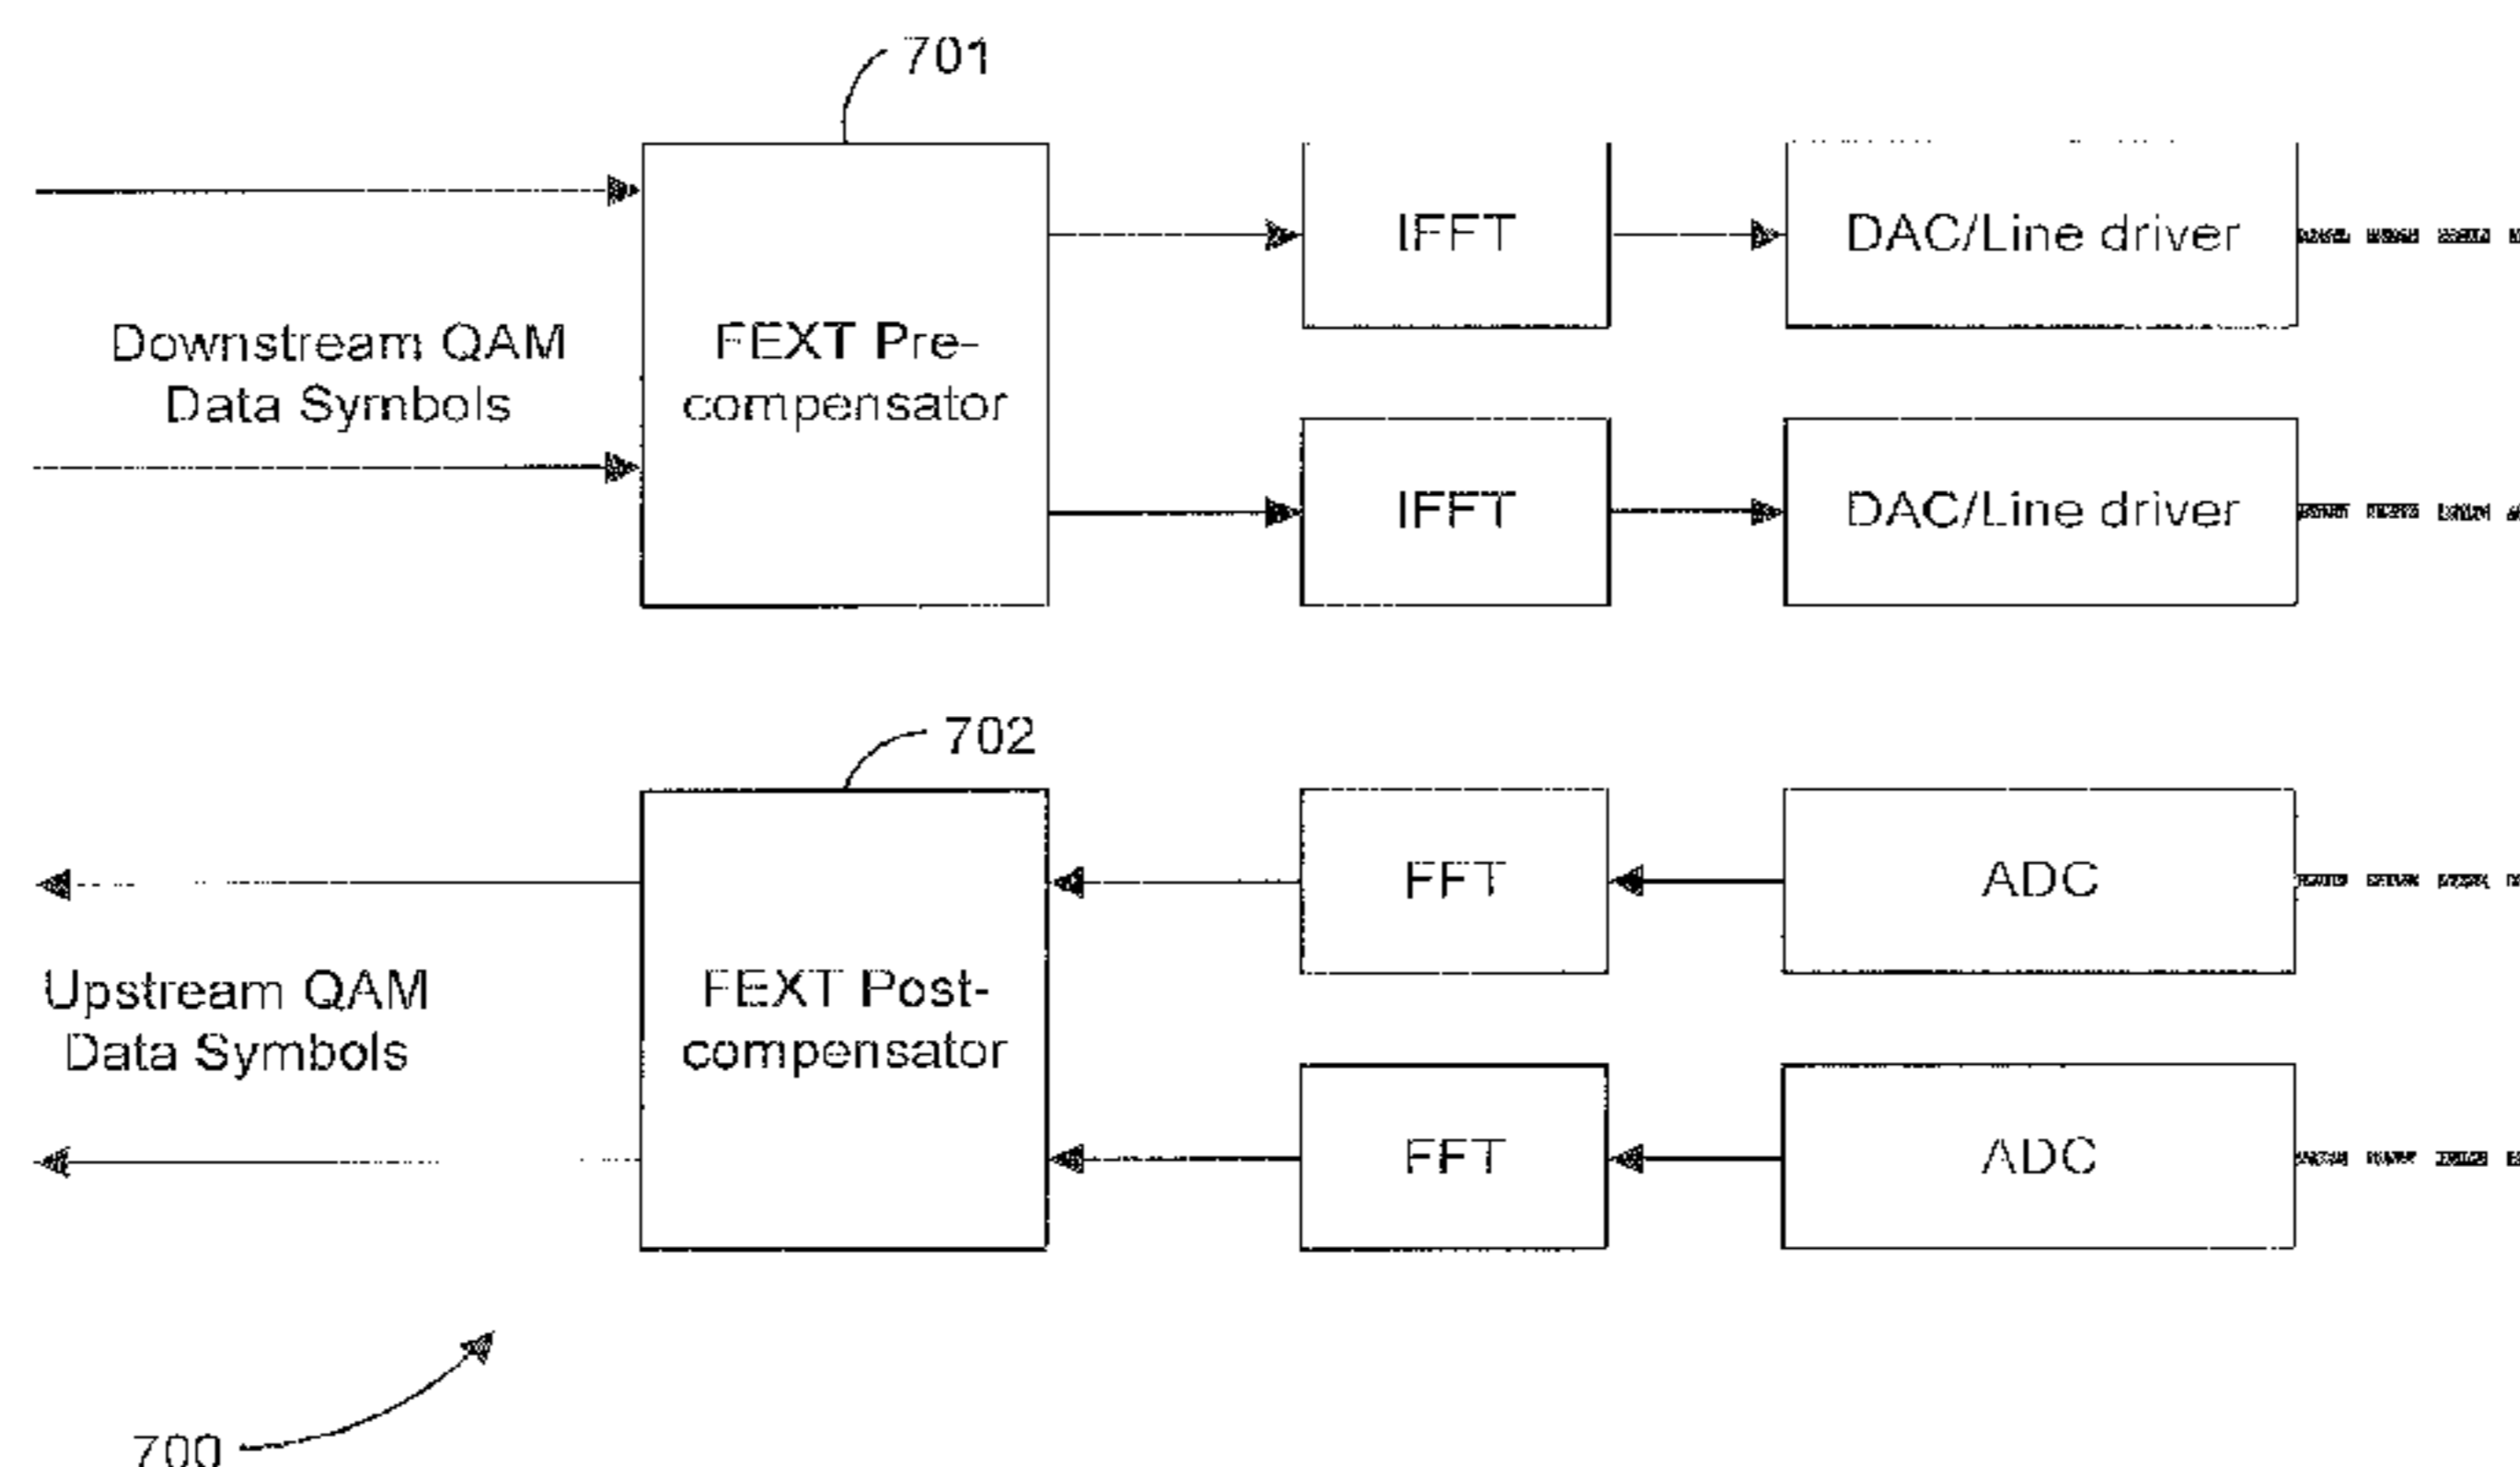 701
Downstream QAM
Data Symbols
FEXT Pre-
compensator
IFFT
DAC/Line driver
IFFT
DAC/Line driver
702
Upstream QAM
Data Symbols
FEXT Post-
compensator
FFT
ADC
FFT
ADC
700